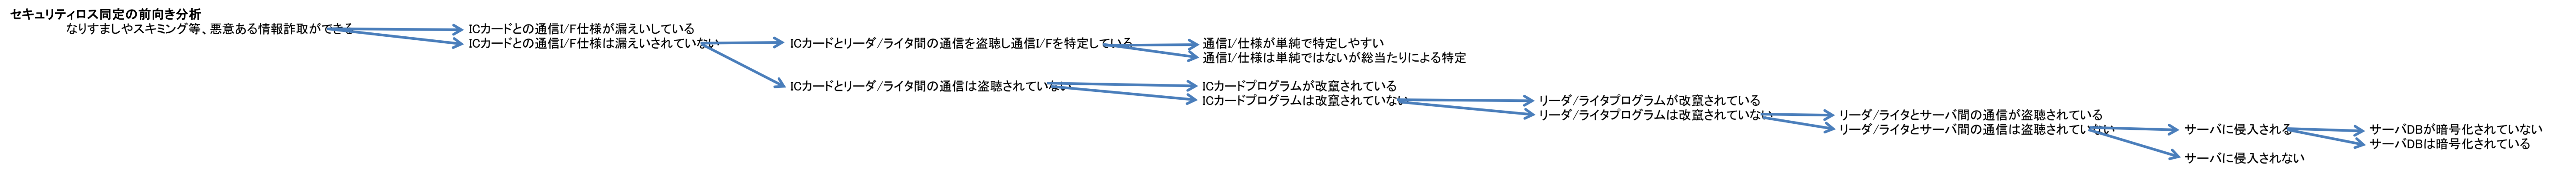 セキュリティロス同定の前向き分析
なりすましやスキミング等、悪意ある情報詐取ができる
ICカードとの通信I/F仕様が漏えいしている
ICカードとの通信I/F仕様は漏えいされていない
ICカードとリーダ/ライタ間の通信を盗聴し通信I/Fを特定している
通信I/仕様が単純で特定しやすい
通信I/仕様は単純ではないが総当たりによる特定
ICカードとリーダ/ライタ間の通信は盗聴されていない
ICカードプログラムが改竄されている
ICカードプログラムは改竄されていない
リーダ/ライタプログラムが改竄されている
リーダ/ライタプログラムは改竄されていない
リーダ/ライタとサーバ間の通信が盗聴されている
リーダ/ライタとサーバ間の通信は盗聴されていない
サーバに侵入される
サーバDBが暗号化されていない
サーバDBは暗号化されている
サーバに侵入されない